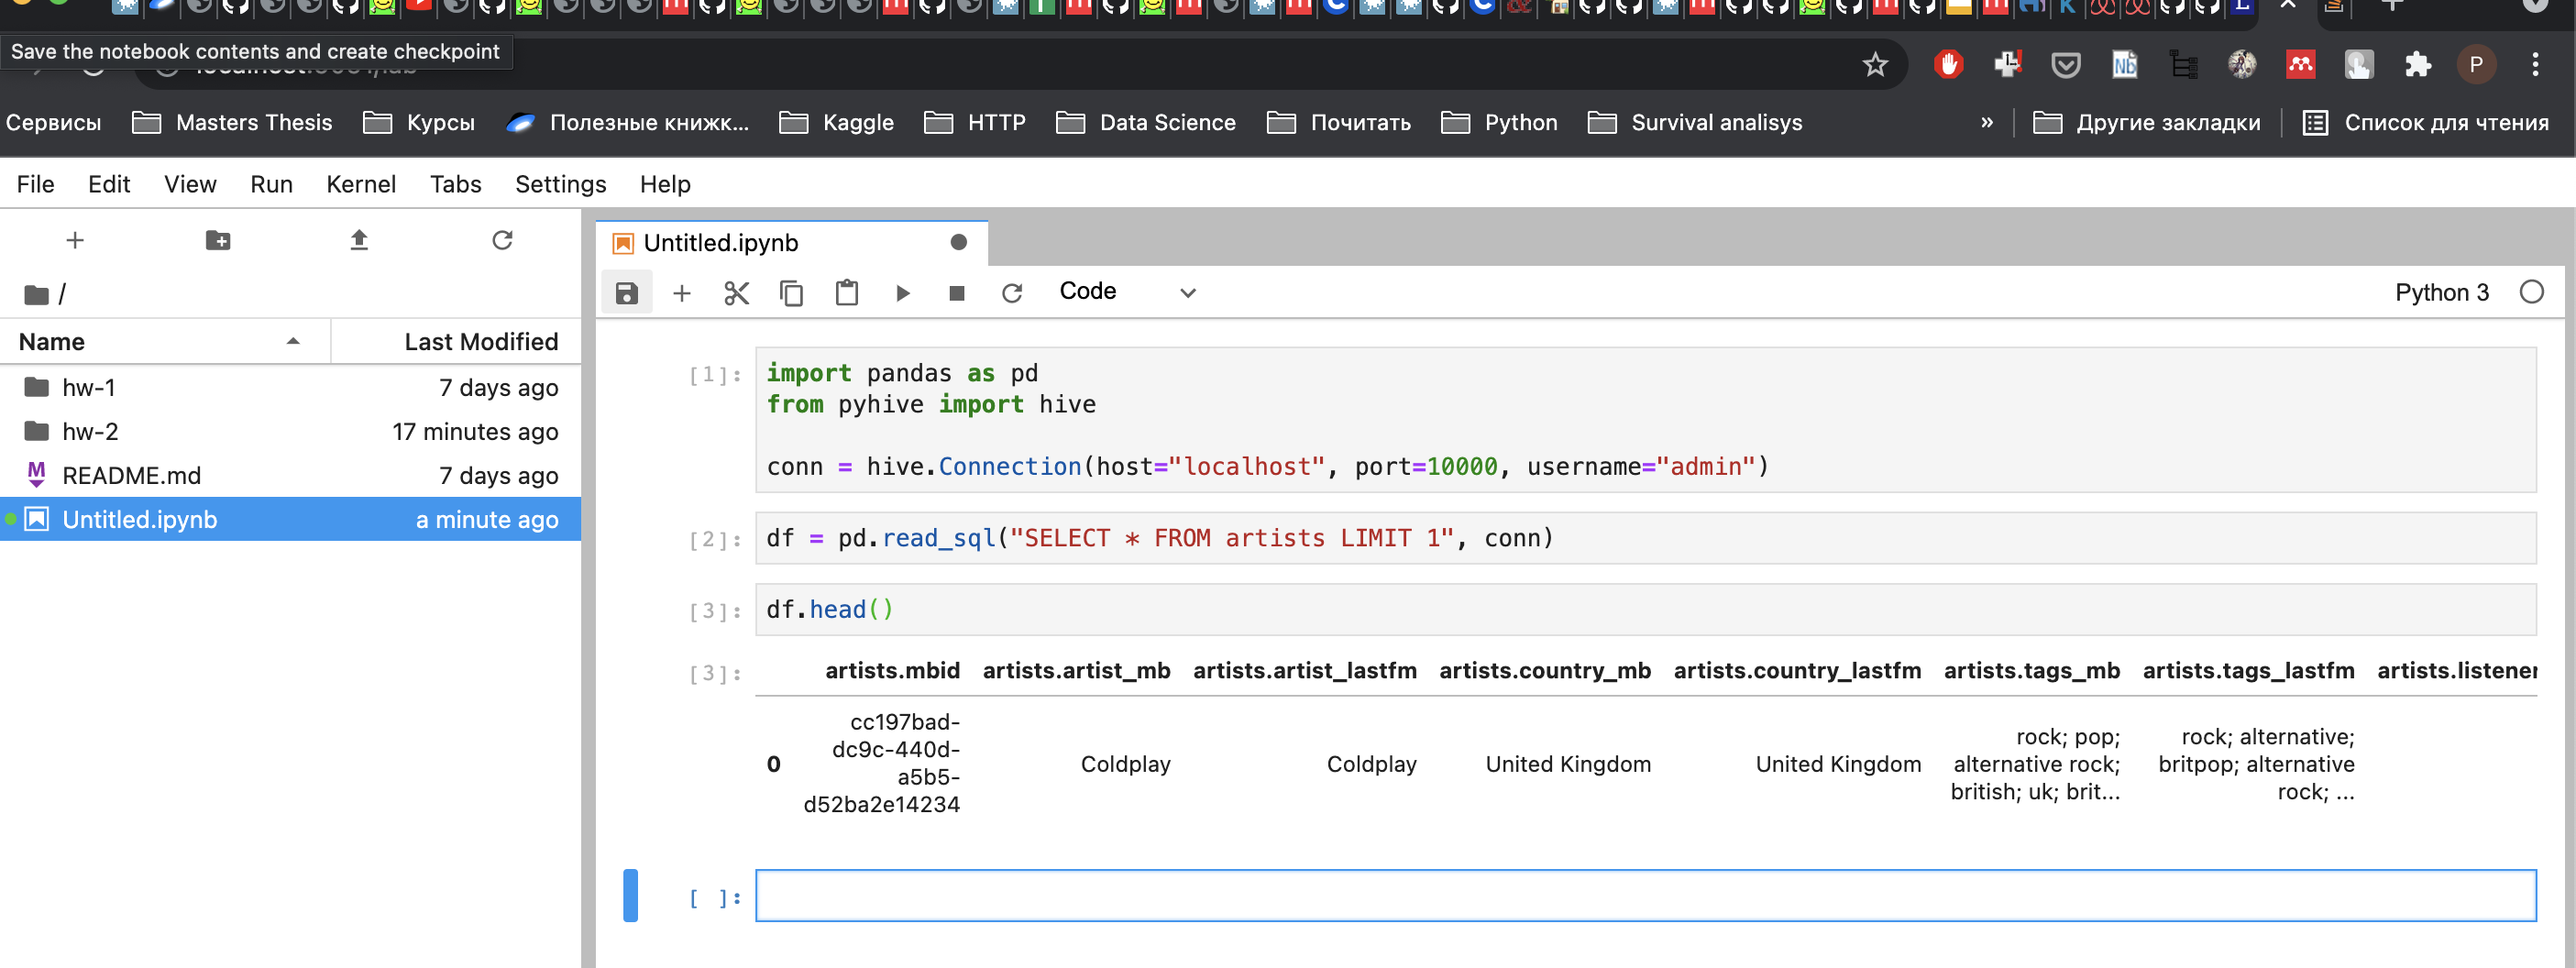 Save the notebook contents and create checkpoint
Сервисы Masters Thesis Курсы Полезные книжк... Kaggle HTTP Data Science Почитать Python Survival analisys » Другие закладки Список для чтения
File Edit View Run Kernel Tabs Settings Help
Untitled.ipynb
/
Code Python 3
Name Last Modified
hw-1 7 days ago
hw-2 17 minutes ago
README.md 7 days ago
Untitled.ipynb a minute ago
[1]: import pandas as pd
from pyhive import hive
conn = hive.Connection(host="localhost", port=10000, username="admin")
[2]: df = pd.read_sql("SELECT * FROM artists LIMIT 1", conn)
[3]: df.head()
[3]: artists.mbid artists.artist_mb artists.artist_lastfm artists.country_mb artists.country_lastfm artists.tags_mb artists.tags_lastfm artists.listener
0 cc197bad-dc9c-440d-a5b5-d52ba2e14234 Coldplay Coldplay United Kingdom United Kingdom rock; pop; alternative rock; british; uk; brit... rock; alternative; britpop; alternative rock; ...
[ ]: